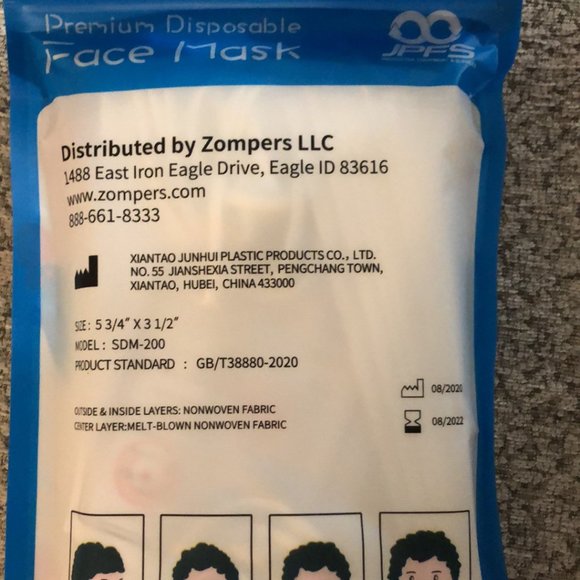 Premium Disposable
Face Mask
JPFS
Distributed by Zompers LLC
1488 East Iron Eagle Drive, Eagle ID 83616
www.zompers.com
888-661-8333
XIANTAO JUNHUI PLASTIC PRODUCTS CO., LTD.
NO. 55 JIANSHEXIA STREET, PENGCHANG TOWN,
XIANTAO, HUBEI, CHINA 433000
SIZE : 5 3/4" X 3 1/2"
MODEL : SDM-200
PRODUCT STANDARD : GB/T38880-2020
08/2020
08/2022
OUTSIDE & INSIDE LAYERS: NONWOVEN FABRIC
CENTER LAYER:MELT-BLOWN NONWOVEN FABRIC